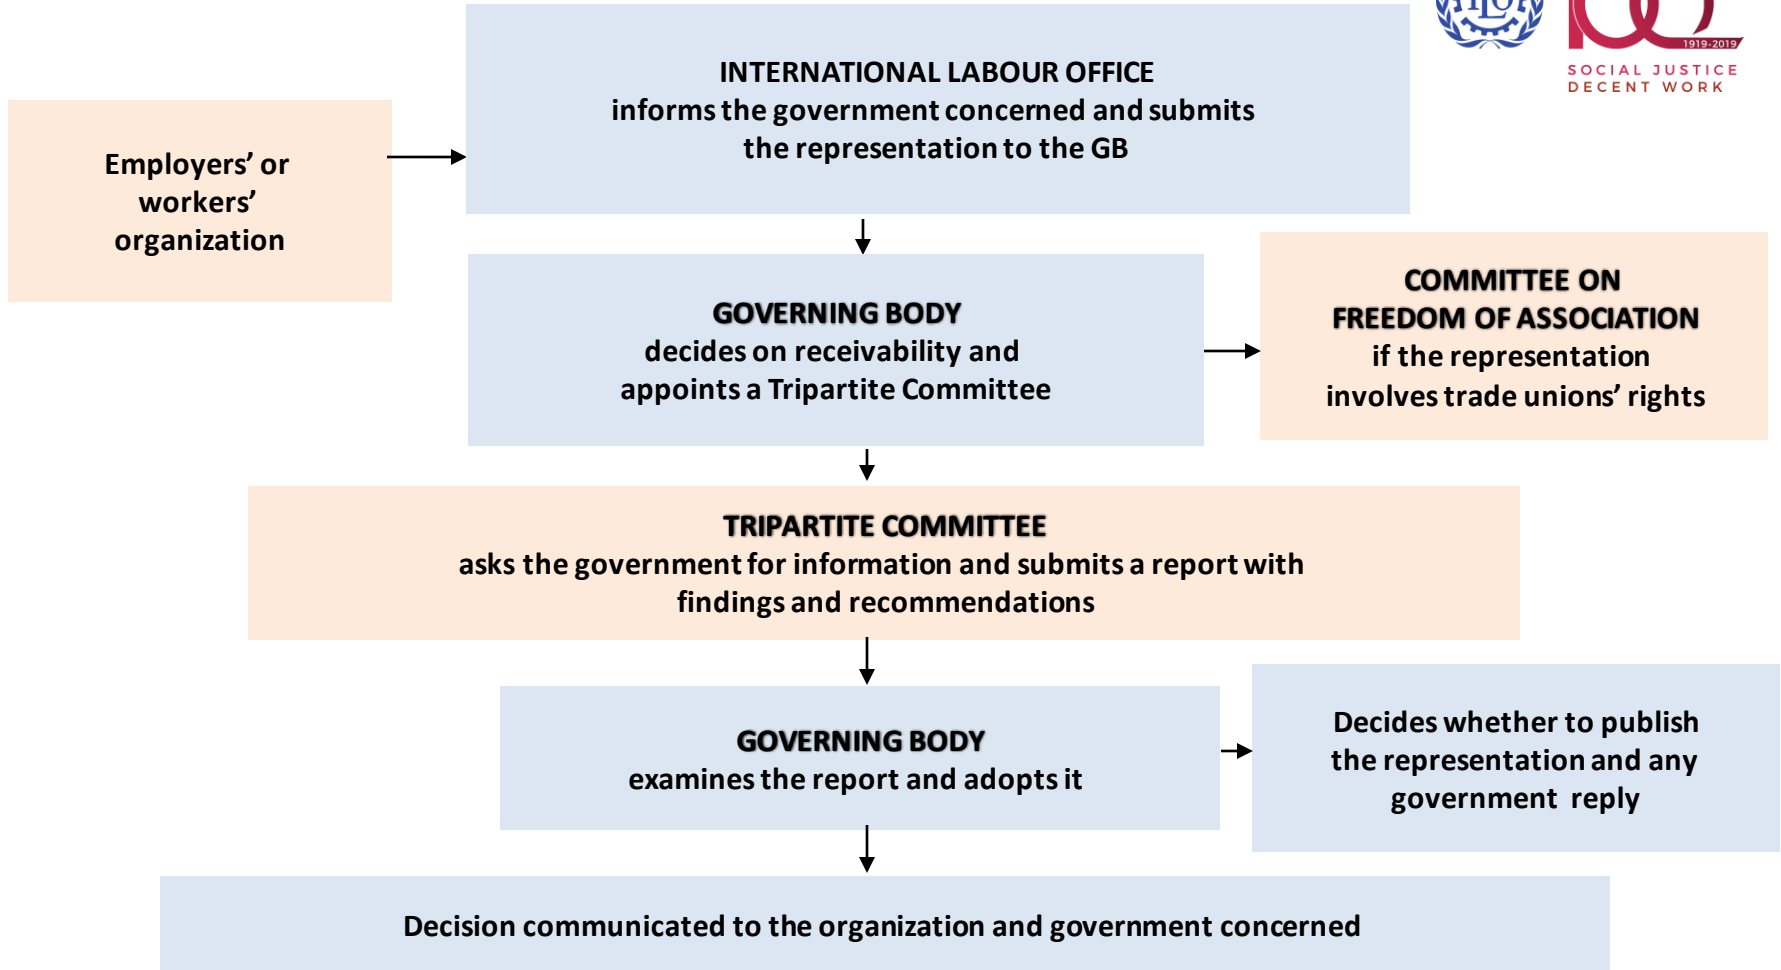 ILO
1919-2019
SOCIAL JUSTICE
DECENT WORK
INTERNATIONAL LABOUR OFFICE
informs the government concerned and submits
the representation to the GB
Employers’ or
workers’
organization
GOVERNING BODY
decides on receivability and
appoints a Tripartite Committee
COMMITTEE ON
FREEDOM OF ASSOCIATION
if the representation
involves trade unions’ rights
TRIPARTITE COMMITTEE
asks the government for information and submits a report with
findings and recommendations
GOVERNING BODY
examines the report and adopts it
Decides whether to publish
the representation and any
government reply
Decision communicated to the organization and government concerned